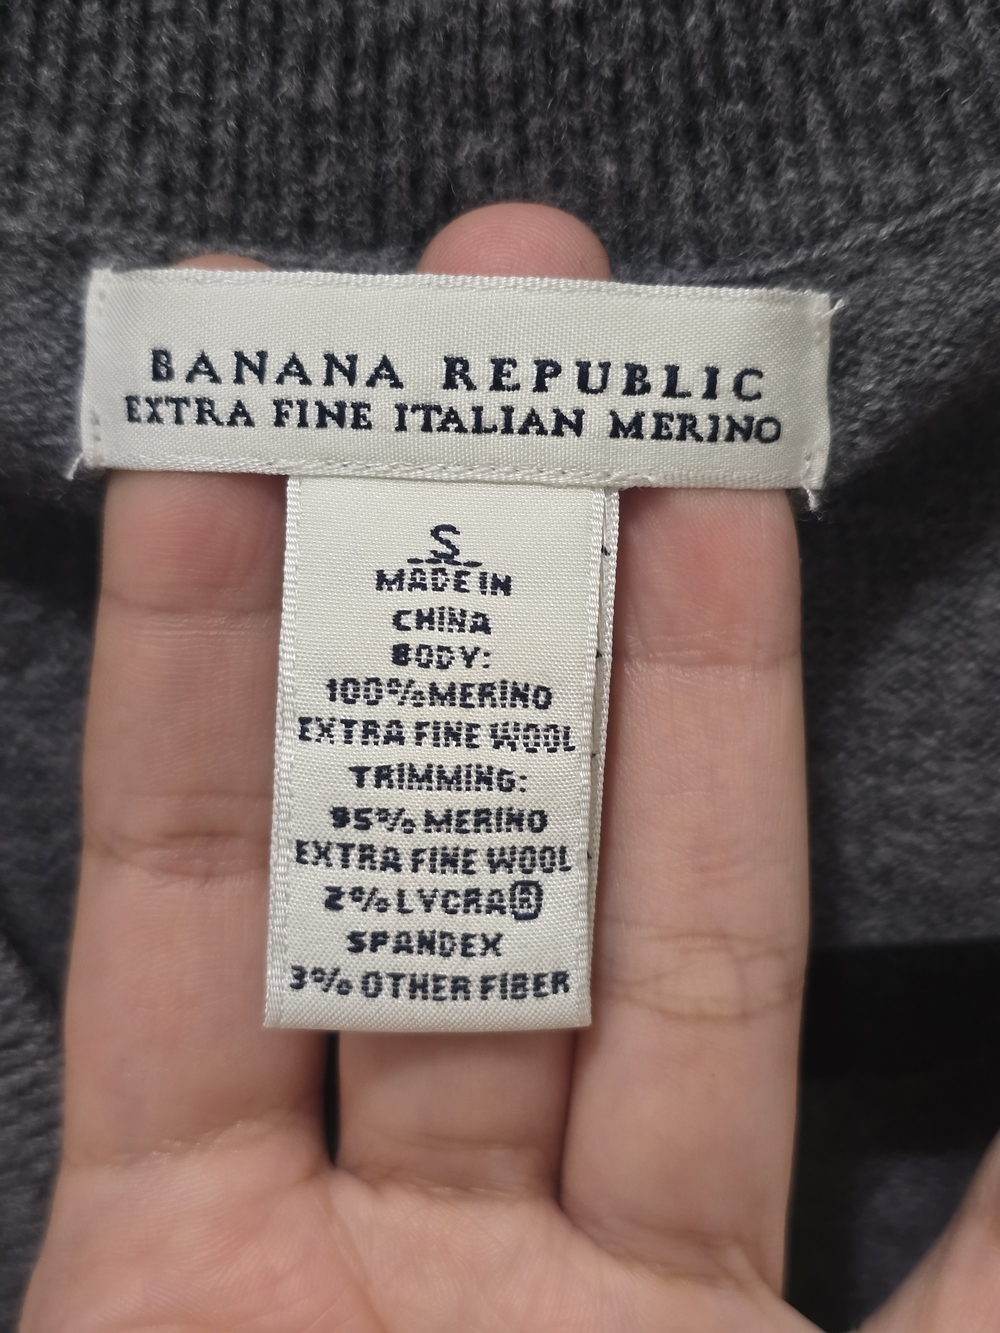 BANANA REPUBLIC
EXTRA FINE ITALIAN MERINO
S
MADE IN
CHINA
BODY:
100% MERINO
EXTRA FINE WOOL
TRIMMING:
95% MERINO
EXTRA FINE WOOL
2% LYCRA®
SPANDEX
3% OTHER FIBER